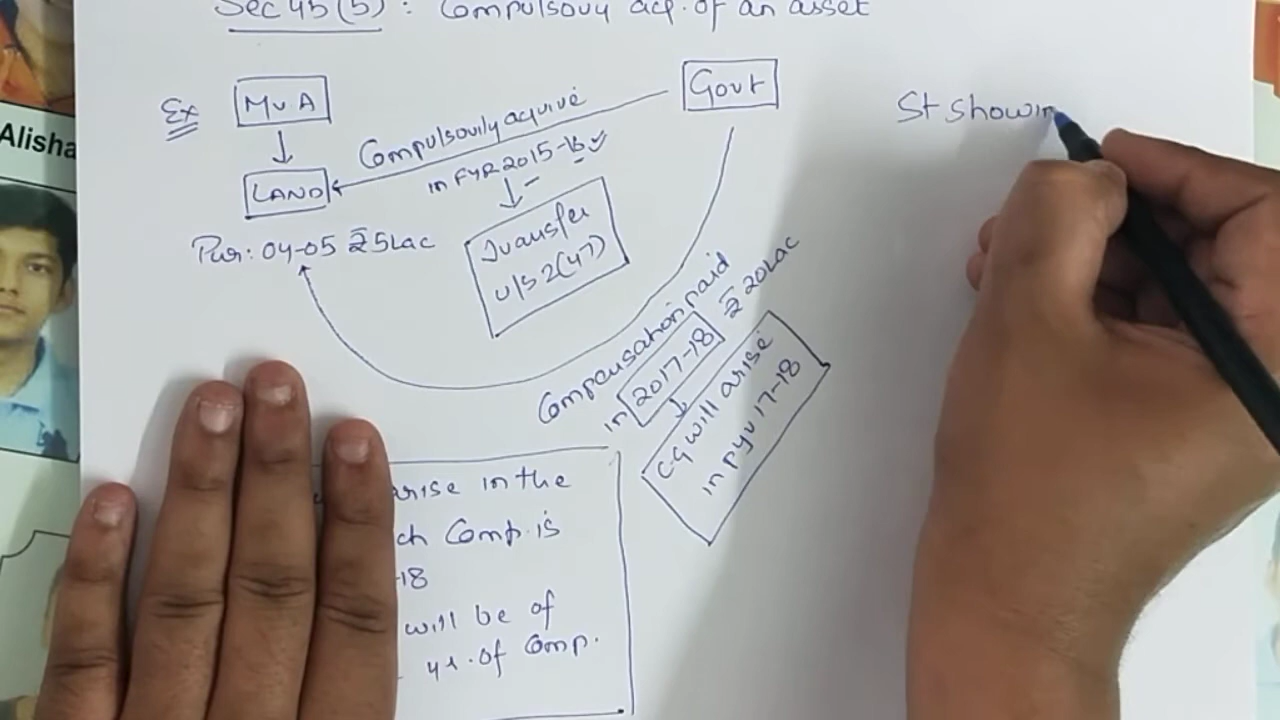 Sec 45(5): Compulsory acq. of an asset
Ex
Mr A
Govt
St showin
Compulsorily acquire
in FYR 2015-16
LAND
Pur: 04-05 ₹5Lac
Transfer
u/s 2(47)
Compensation paid
in 2017-18 ₹20Lac
CG will arise
in pyr 17-18
arise in the
ch Comp. is
-18
will be of
yr. of Comp.
Alisha